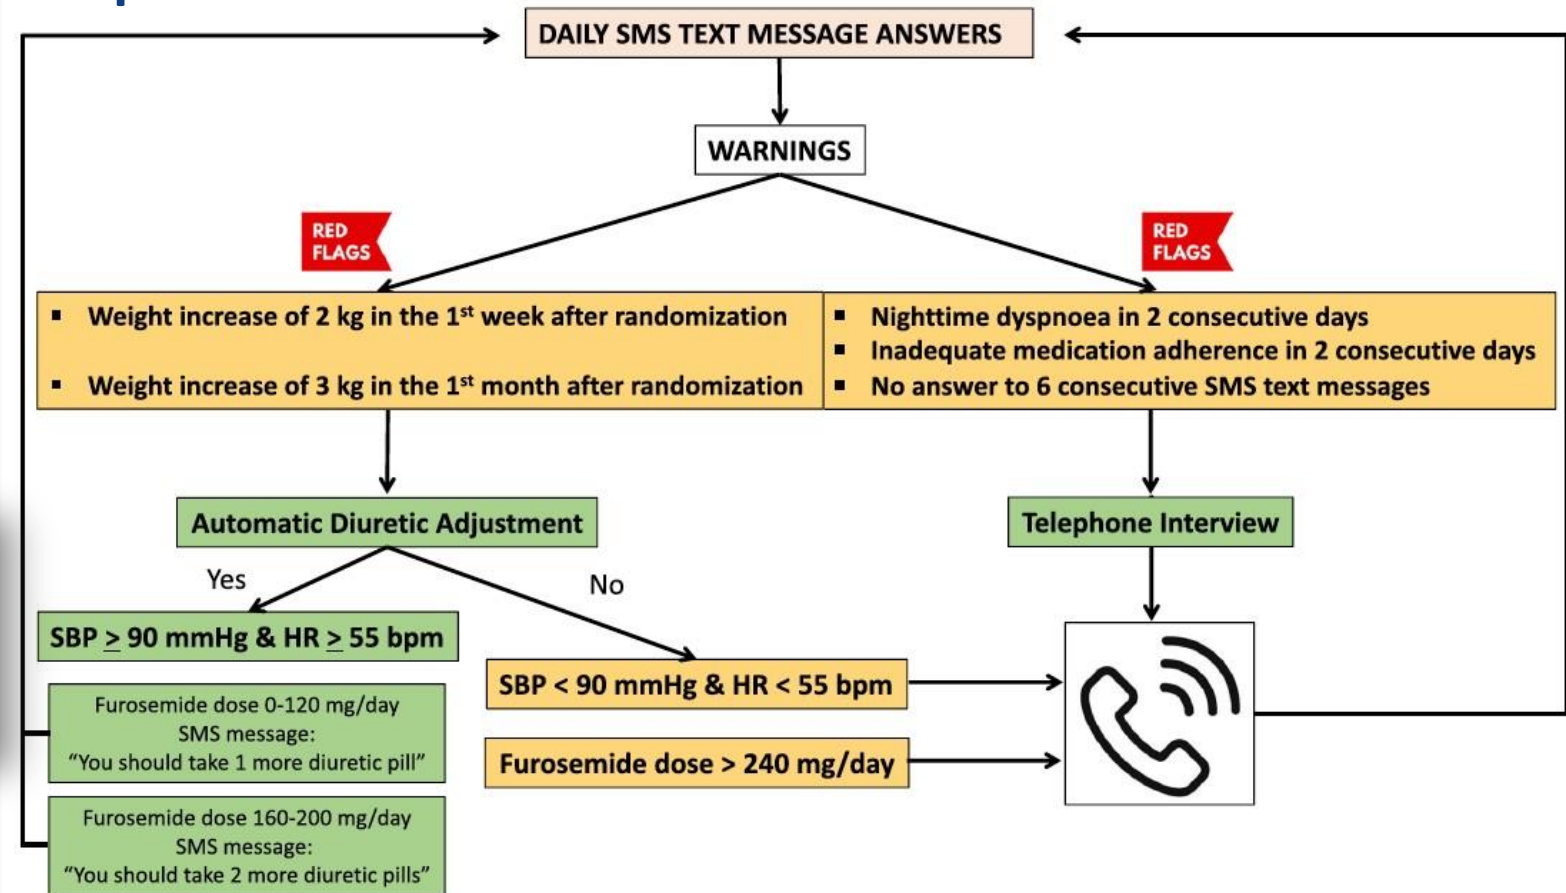 DAILY SMS TEXT MESSAGE ANSWERS
WARNINGS
RED
FLAGS
RED
FLAGS
▪ Weight increase of 2 kg in the 1st week after randomization
▪ Weight increase of 3 kg in the 1st month after randomization
▪ Nighttime dyspnoea in 2 consecutive days
▪ Inadequate medication adherence in 2 consecutive days
▪ No answer to 6 consecutive SMS text messages
Automatic Diuretic Adjustment
Telephone Interview
Yes
No
SBP ≥ 90 mmHg & HR ≥ 55 bpm
SBP < 90 mmHg & HR < 55 bpm
Furosemide dose 0-120 mg/day
SMS message:
“You should take 1 more diuretic pill”
Furosemide dose > 240 mg/day
Furosemide dose 160-200 mg/day
SMS message:
“You should take 2 more diuretic pills”